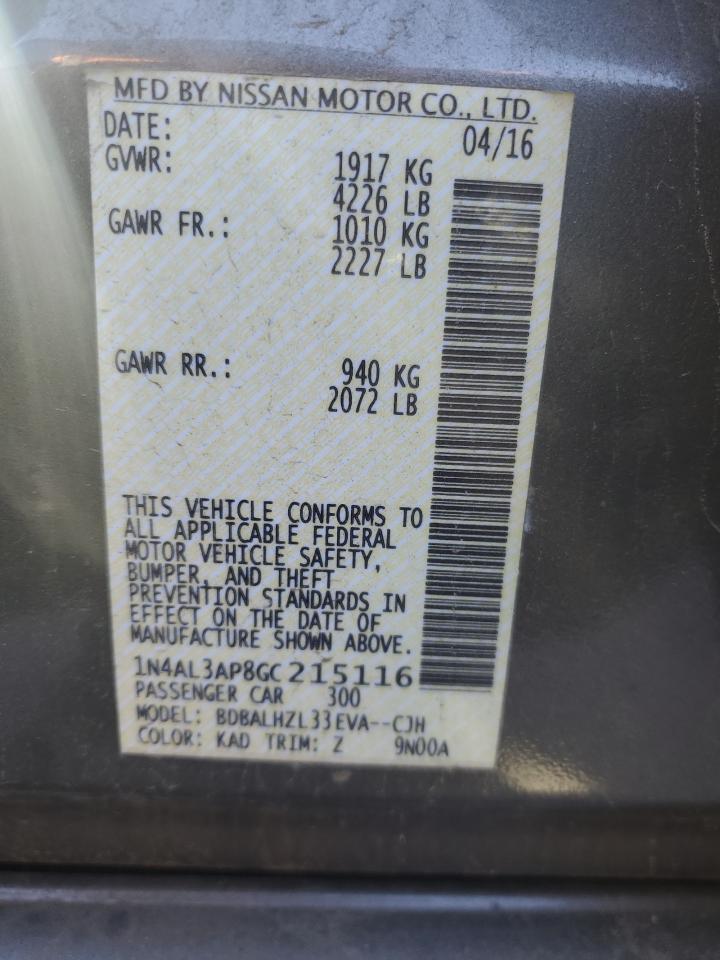 MFD BY NISSAN MOTOR CO., LTD.
DATE: 04/16
GVWR: 1917 KG
4226 LB
GAWR FR.: 1010 KG
2227 LB
GAWR RR.: 940 KG
2072 LB
THIS VEHICLE CONFORMS TO
ALL APPLICABLE FEDERAL
MOTOR VEHICLE SAFETY,
BUMPER, AND THEFT
PREVENTION STANDARDS IN
EFFECT ON THE DATE OF
MANUFACTURE SHOWN ABOVE.
1N4AL3AP8GC215116
PASSENGER CAR 300
MODEL: BDBALHZL33EVA--CJH
COLOR: KAD TRIM: Z 9N00A